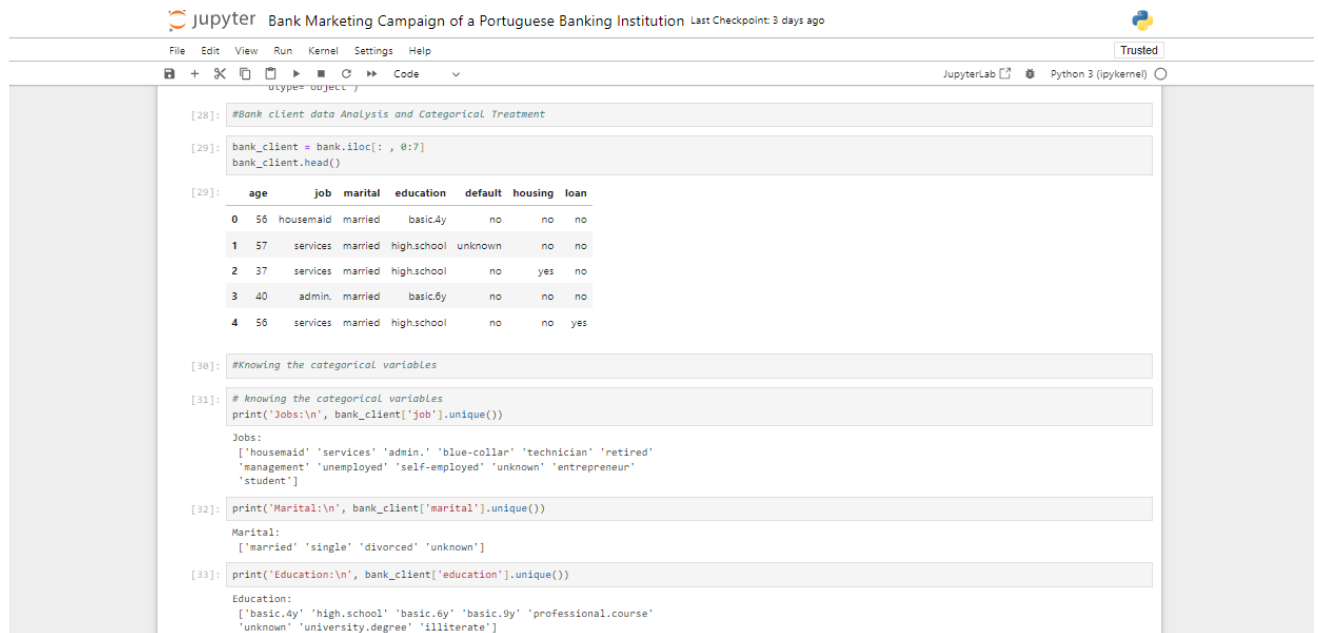 jupyter Bank Marketing Campaign of a Portuguese Banking Institution Last Checkpoint: 3 days ago
File Edit View Run Kernel Settings Help Trusted
Code JupyterLab Python 3 (ipykernel)
dtype='object')
[28]: #Bank client data Analysis and Categorical Treatment
[29]: bank_client = bank.iloc[: , 0:7]
bank_client.head()
[29]: age job marital education default housing loan
0 56 housemaid married basic.4y no no no
1 57 services married high.school unknown no no
2 37 services married high.school no yes no
3 40 admin. married basic.6y no no no
4 56 services married high.school no no yes
[30]: #Knowing the categorical variables
[31]: # knowing the categorical variables
print('Jobs:\n', bank_client['job'].unique())
Jobs:
['housemaid' 'services' 'admin.' 'blue-collar' 'technician' 'retired'
'management' 'unemployed' 'self-employed' 'unknown' 'entrepreneur'
'student']
[32]: print('Marital:\n', bank_client['marital'].unique())
Marital:
['married' 'single' 'divorced' 'unknown']
[33]: print('Education:\n', bank_client['education'].unique())
Education:
['basic.4y' 'high.school' 'basic.6y' 'basic.9y' 'professional.course'
'unknown' 'university.degree' 'illiterate']